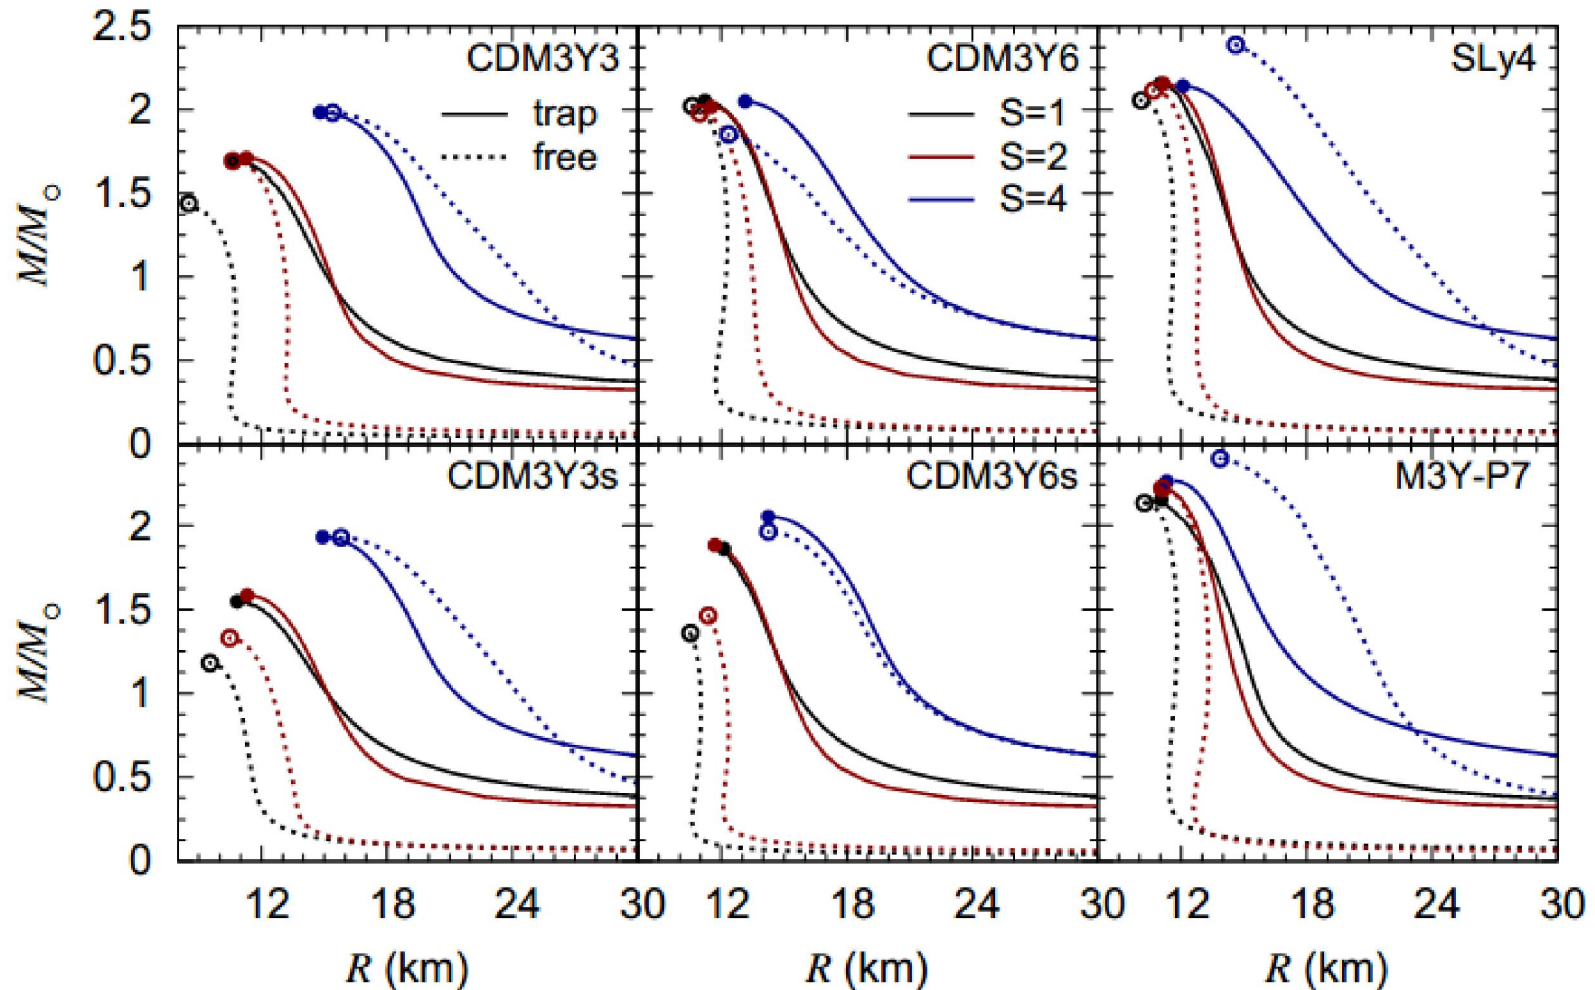 2.5
2
1.5
1
0.5
0
M/M○
CDM3Y3
trap
free
CDM3Y6
S=1
S=2
S=4
SLy4
2
1.5
1
0.5
0
M/M○
CDM3Y3s
CDM3Y6s
M3Y-P7
12 18 24 30 12 18 24 30 12 18 24 30
R (km) R (km) R (km)